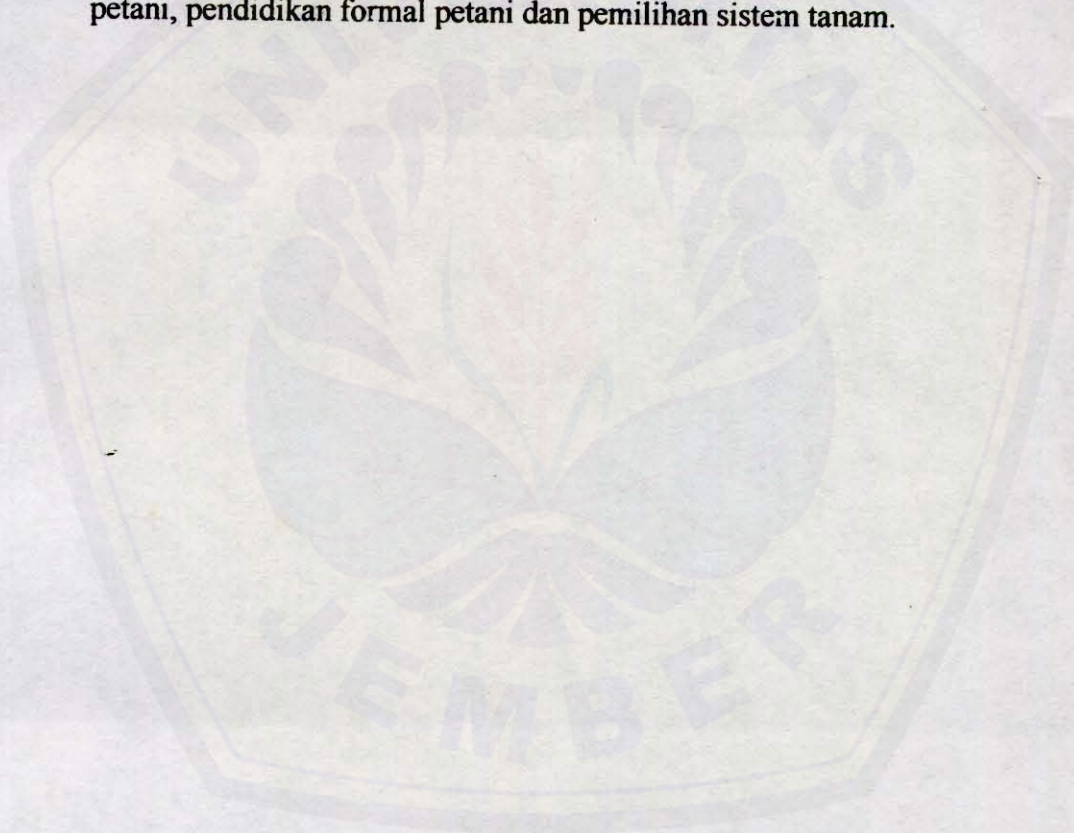 petani, pendidikan formal petani dan pemilihan sistem tanam.
UNIVERSITAS
JEMBER